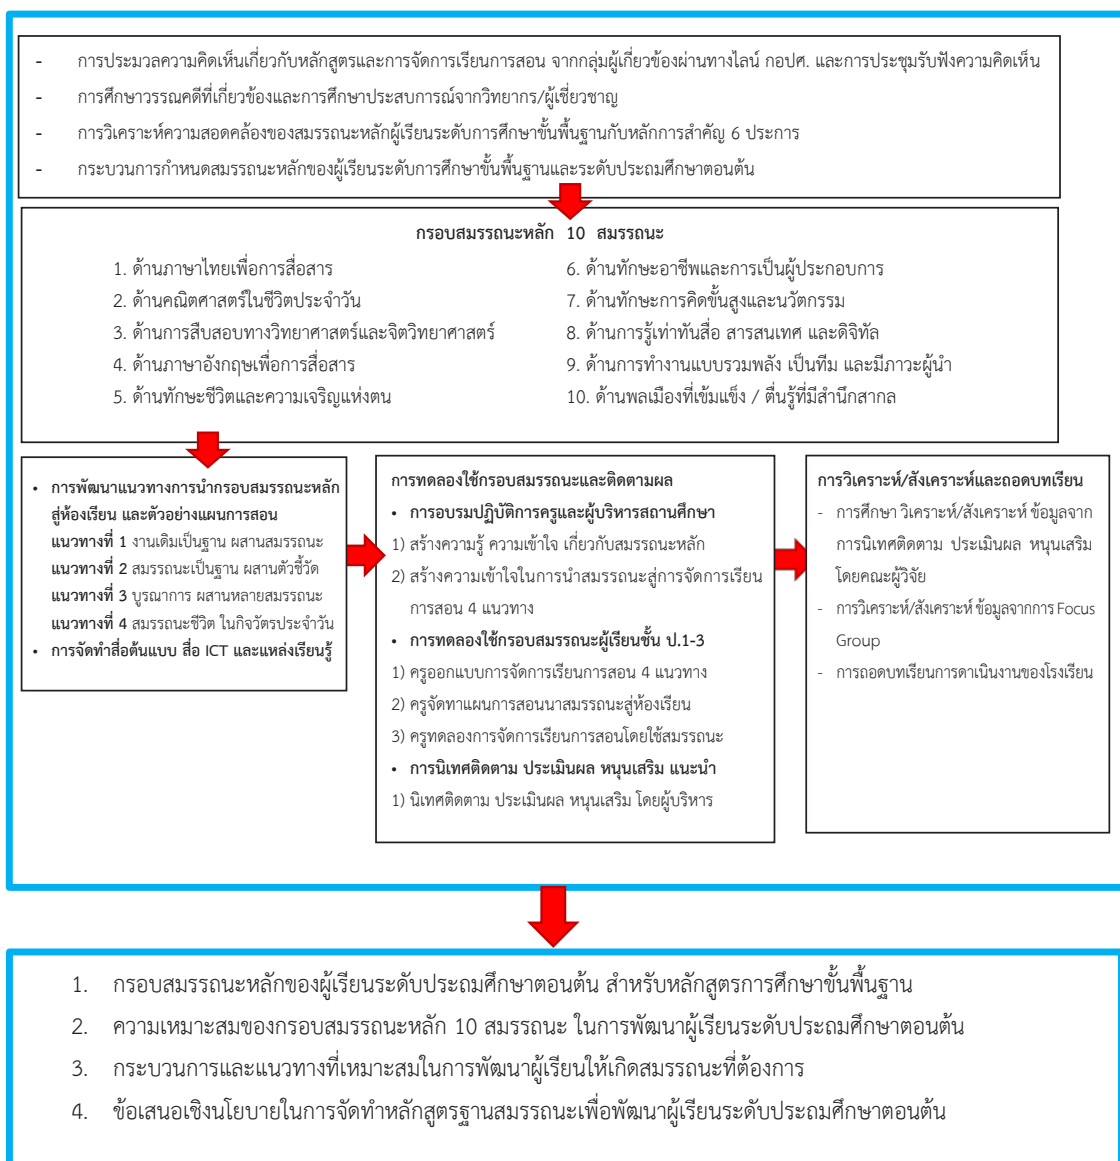 - การประมวลความคิดเห็นเกี่ยวกับหลักสูตรและการจัดการเรียนการสอน จากกลุ่มผู้เกี่ยวข้องผ่านทางไลน์ กอปศ. และการประชุมรับฟังความคิดเห็น
- การศึกษาวรรณคดีที่เกี่ยวข้องและการศึกษาประสบการณ์จากวิทยากร/ผู้เชี่ยวชาญ
- การวิเคราะห์ความสอดคล้องของสมรรถนะหลักผู้เรียนระดับการศึกษาขั้นพื้นฐานกับหลักการสำคัญ 6 ประการ
- กระบวนการกำหนดสมรรถนะหลักของผู้เรียนระดับการศึกษาขั้นพื้นฐานและระดับประถมศึกษาตอนต้น
กรอบสมรรถนะหลัก 10 สมรรถนะ
1. ด้านภาษาไทยเพื่อการสื่อสาร
2. ด้านคณิตศาสตร์ในชีวิตประจำวัน
3. ด้านการสืบสอบทางวิทยาศาสตร์และจิตวิทยาศาสตร์
4. ด้านภาษาอังกฤษเพื่อการสื่อสาร
5. ด้านทักษะชีวิตและความเจริญแห่งตน
6. ด้านทักษะอาชีพและการเป็นผู้ประกอบการ
7. ด้านทักษะการคิดขั้นสูงและนวัตกรรม
8. ด้านการรู้เท่าทันสื่อ สารสนเทศ และดิจิทัล
9. ด้านการทำงานแบบรวมพลัง เป็นทีม และมีภาวะผู้นำ
10. ด้านพลเมืองที่เข้มแข็ง / ตื่นรู้ที่มีสำนึกสากล
• การพัฒนาแนวทางการนำกรอบสมรรถนะหลัก
สู่ห้องเรียน และตัวอย่างแผนการสอน
แนวทางที่ 1 งานเดิมเป็นฐาน ผสานสมรรถนะ
แนวทางที่ 2 สมรรถนะเป็นฐาน ผสานตัวชี้วัด
แนวทางที่ 3 บูรณาการ ผสานหลายสมรรถนะ
แนวทางที่ 4 สมรรถนะชีวิต ในกิจวัตรประจำวัน
• การจัดทำสื่อต้นแบบ สื่อ ICT และแหล่งเรียนรู้
การทดลองใช้กรอบสมรรถนะและติดตามผล
• การอบรมปฏิบัติการครูและผู้บริหารสถานศึกษา
1) สร้างความรู้ ความเข้าใจ เกี่ยวกับสมรรถนะหลัก
2) สร้างความเข้าใจในการนำสมรรถนะสู่การจัดการเรียน
การสอน 4 แนวทาง
• การทดลองใช้กรอบสมรรถนะผู้เรียนชั้น ป.1-3
1) ครูออกแบบการจัดการเรียนการสอน 4 แนวทาง
2) ครูจัดทาแผนการสอนนาสมรรถนะสู่ห้องเรียน
3) ครูทดลองการจัดการเรียนการสอนโดยใช้สมรรถนะ
• การนิเทศติดตาม ประเมินผล หนุนเสริม แนะนำ
1) นิเทศติดตาม ประเมินผล หนุนเสริม โดยผู้บริหาร
การวิเคราะห์/สังเคราะห์และถอดบทเรียน
- การศึกษา วิเคราะห์/สังเคราะห์ ข้อมูลจาก
การนิเทศติดตาม ประเมินผล หนุนเสริม
โดยคณะผู้วิจัย
- การวิเคราะห์/สังเคราะห์ ข้อมูลจากการ Focus
Group
- การถอดบทเรียนการดาเนินงานของโรงเรียน
1. กรอบสมรรถนะหลักของผู้เรียนระดับประถมศึกษาตอนต้น สำหรับหลักสูตรการศึกษาขั้นพื้นฐาน
2. ความเหมาะสมของกรอบสมรรถนะหลัก 10 สมรรถนะ ในการพัฒนาผู้เรียนระดับประถมศึกษาตอนต้น
3. กระบวนการและแนวทางที่เหมาะสมในการพัฒนาผู้เรียนให้เกิดสมรรถนะที่ต้องการ
4. ข้อเสนอเชิงนโยบายในการจัดทำหลักสูตรฐานสมรรถนะเพื่อพัฒนาผู้เรียนระดับประถมศึกษาตอนต้น